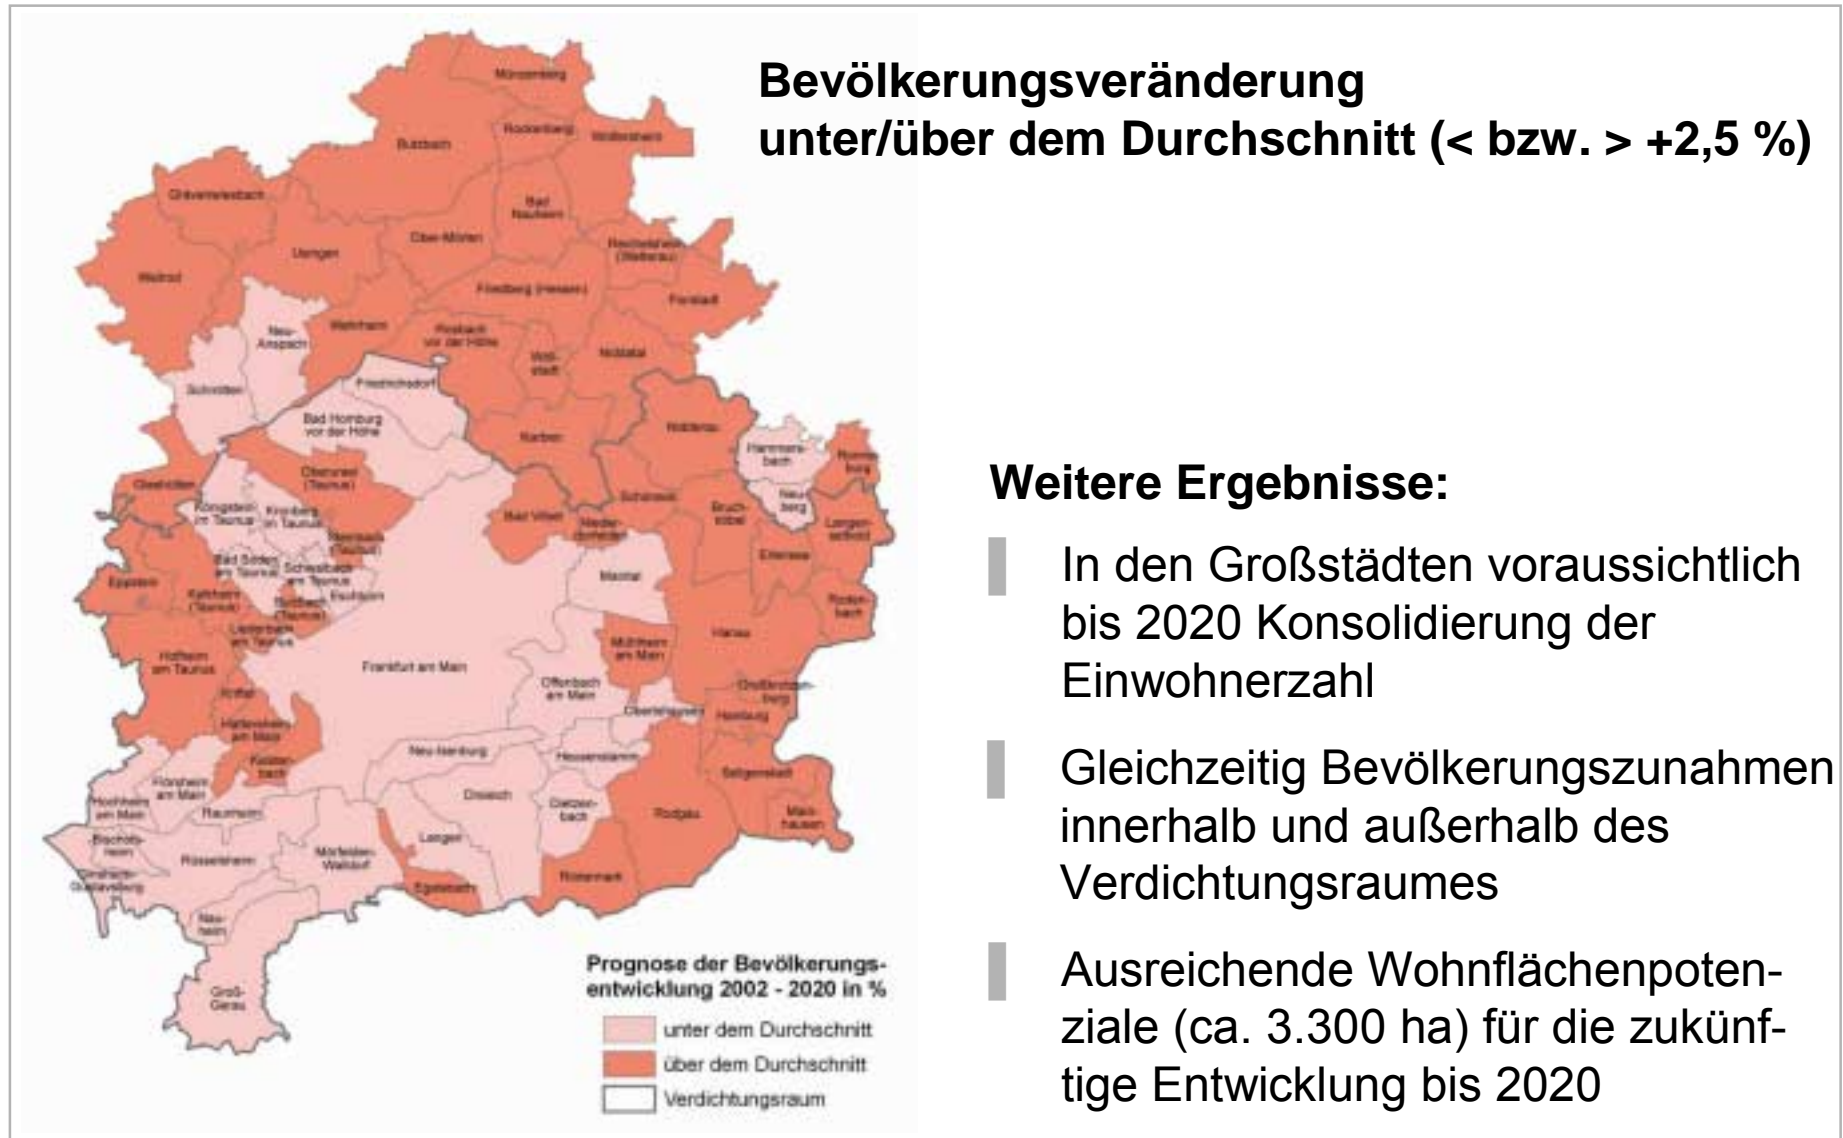 Bevölkerungsveränderung
unter/über dem Durchschnitt (< bzw. > +2,5 %)
Münzenberg
Rockenberg
Wölfersheim
Butzbach
Grävenwiesbach
Bad
Nauheim
Ober-Mörlen
Usingen
Reichelsheim
(Wetterau)
Weilrod
Friedberg (Hessen)
Florstadt
Neu-
Anspach
Wehrheim
Rosbach
vor der Höhe
Wöll-
stadt
Niddatal
Schmitten
Friedrichsdorf
Bad Homburg
vor der Höhe
Karben
Nidderau
Hammers-
bach
Ronne-
burg
Oberursel
(Taunus)
Glashütten
Schöneck
Neu-
berg
Königstein
im Taunus
Kronberg
im Taunus
Bad Vilbel
Nieder-
dorfelden
Bruch-
köbel
Langen-
selbold
Steinbach
(Taunus)
Erlensee
Bad Soden
am Taunus
Schwalbach
am Taunus
Eschborn
Maintal
Eppstein
Kelkheim
(Taunus)
Sulzbach
(Taunus)
Roden-
bach
Liederbach
am Taunus
Hanau
Mühlheim
am Main
Hofheim
am Taunus
Frankfurt am Main
Offenbach
am Main
Kriftel
Großkrotzen-
burg
Obertshausen
Hainburg
Hattersheim
am Main
Neu-Isenburg
Heusenstamm
Kelster-
bach
Seligenstadt
Flörsheim
am Main
Hochheim
am Main
Raunheim
Dreieich
Dietzen-
bach
Rodgau
Main-
hausen
Bischofs-
heim
Rüsselsheim
Mörfelden-
Walldorf
Langen
Ginsheim-
Gustavsburg
Egelsbach
Rödermark
Nau-
heim
Groß-
Gerau
Prognose der Bevölkerungs-
entwicklung 2002 - 2020 in %
unter dem Durchschnitt
über dem Durchschnitt
Verdichtungsraum
Weitere Ergebnisse:
In den Großstädten voraussichtlich
bis 2020 Konsolidierung der
Einwohnerzahl
Gleichzeitig Bevölkerungszunahmen
innerhalb und außerhalb des
Verdichtungsraumes
Ausreichende Wohnflächenpoten-
ziale (ca. 3.300 ha) für die zukünf-
tige Entwicklung bis 2020